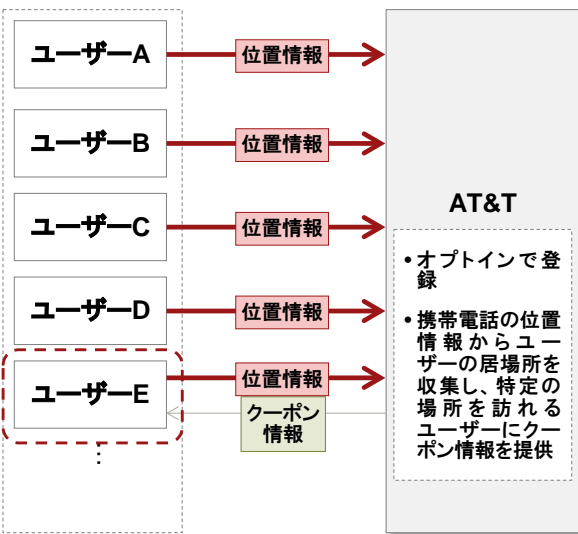 ユーザーA
位置情報
ユーザーB
位置情報
ユーザーC
位置情報
ユーザーD
位置情報
ユーザーE
位置情報
クーポン
情報
⋮
AT&T
•オプトインで登
録
•携帯電話の位置
情報からユー
ザーの居場所を
収集し、特定の
場所を訪れる
ユーザーにクー
ポン情報を提供